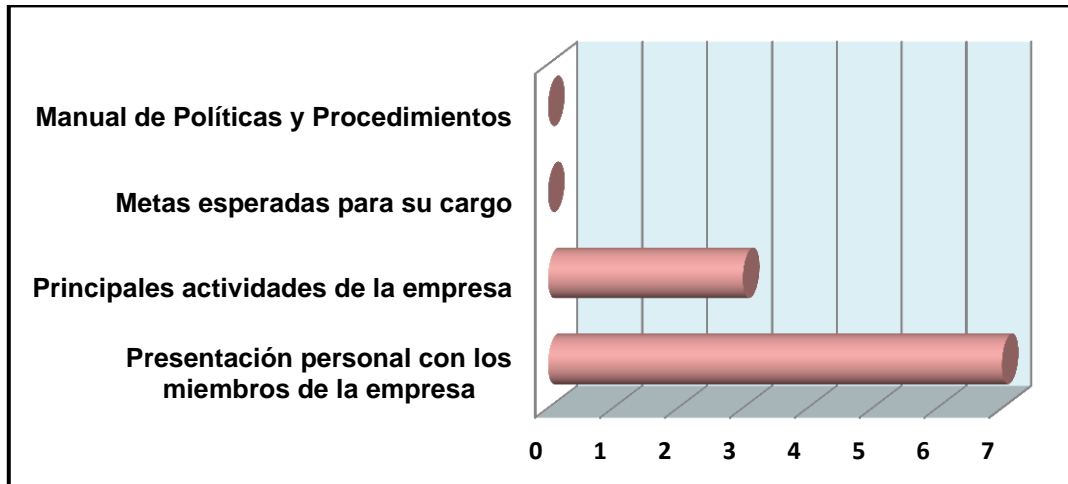 Manual de Políticas y Procedimientos
Metas esperadas para su cargo
Principales actividades de la empresa
Presentación personal con los
miembros de la empresa
0 1 2 3 4 5 6 7